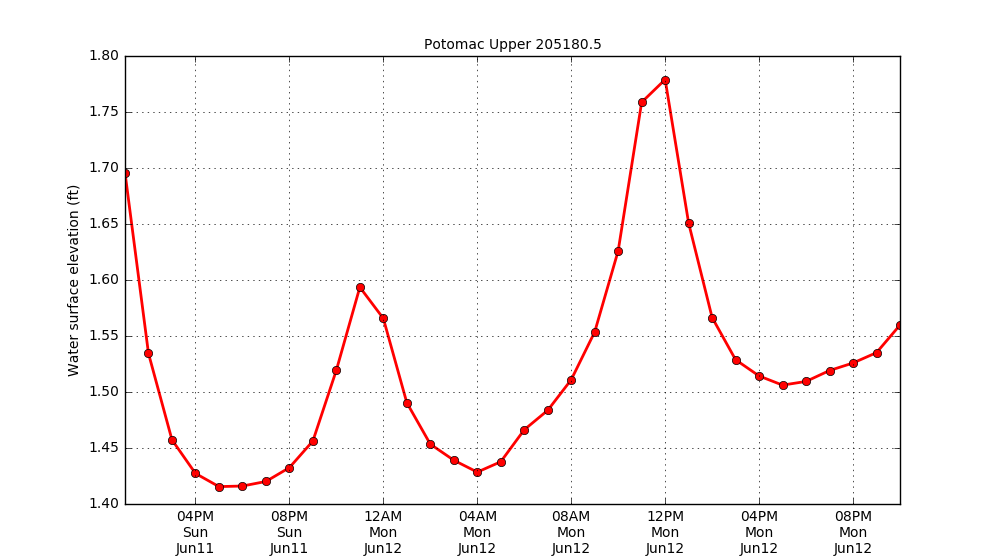 Potomac Upper 205180.5
Water surface elevation (ft)
1.80
1.75
1.70
1.65
1.60
1.55
1.50
1.45
1.40
04PM 08PM 12AM 04AM 08AM 12PM 04PM 08PM
Sun Sun Mon Mon Mon Mon Mon Mon
Jun11 Jun11 Jun12 Jun12 Jun12 Jun12 Jun12 Jun12